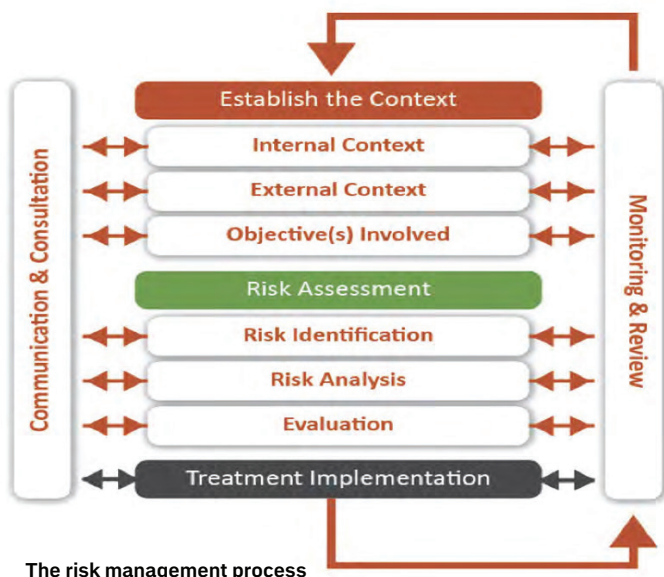 Establish the Context
Internal Context
External Context
Objective(s) Involved
Risk Assessment
Risk Identification
Risk Analysis
Evaluation
Treatment Implementation
Communication & Consultation
Monitoring & Review
The risk management process